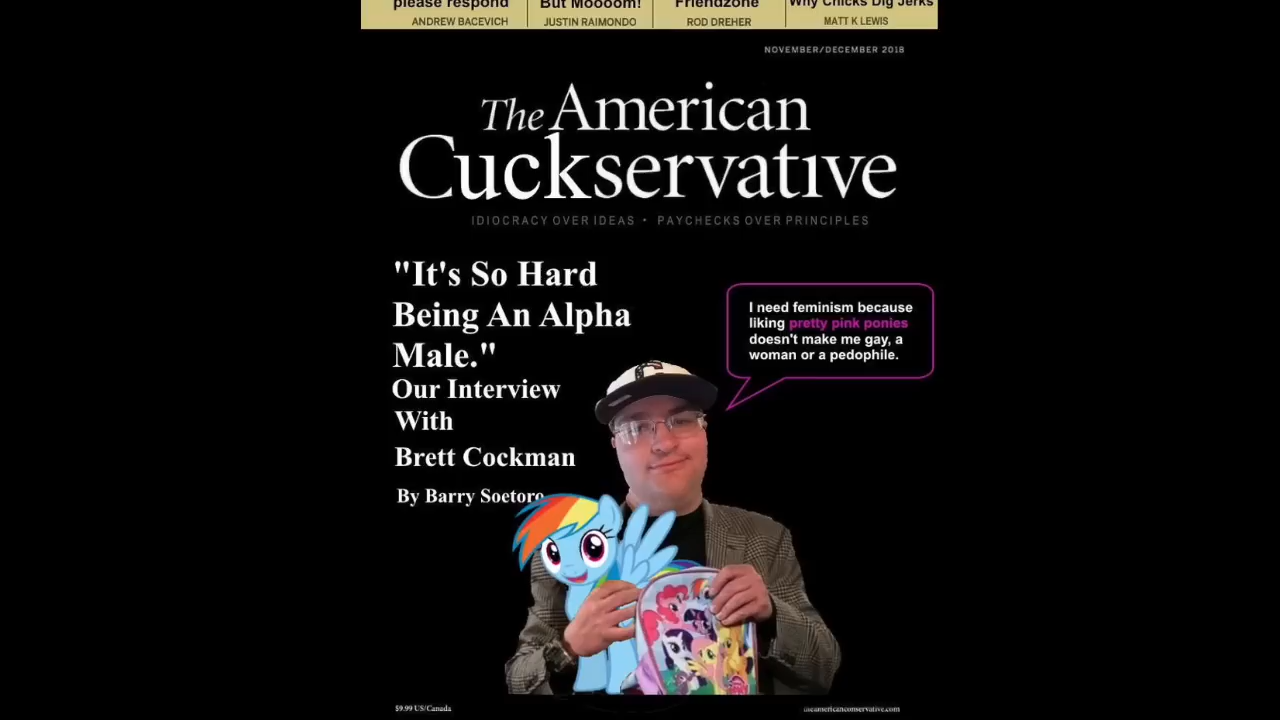 please respond
ANDREW BACEVICH
But Moooom!
JUSTIN RAIMONDO
Friendzone
ROD DREHER
Why Chicks Dig Jerks
MATT K LEWIS
NOVEMBER/DECEMBER 2018
The American
Cuckservative
IDIOCRACY OVER IDEAS • PAYCHECKS OVER PRINCIPLES
"It's So Hard
Being An Alpha
Male."
Our Interview
With
Brett Cockman
By Barry Soetoro
I need feminism because
liking pretty pink ponies
doesn't make me gay, a
woman or a pedophile.
$9.99 US/Canada
theamericanconservative.com